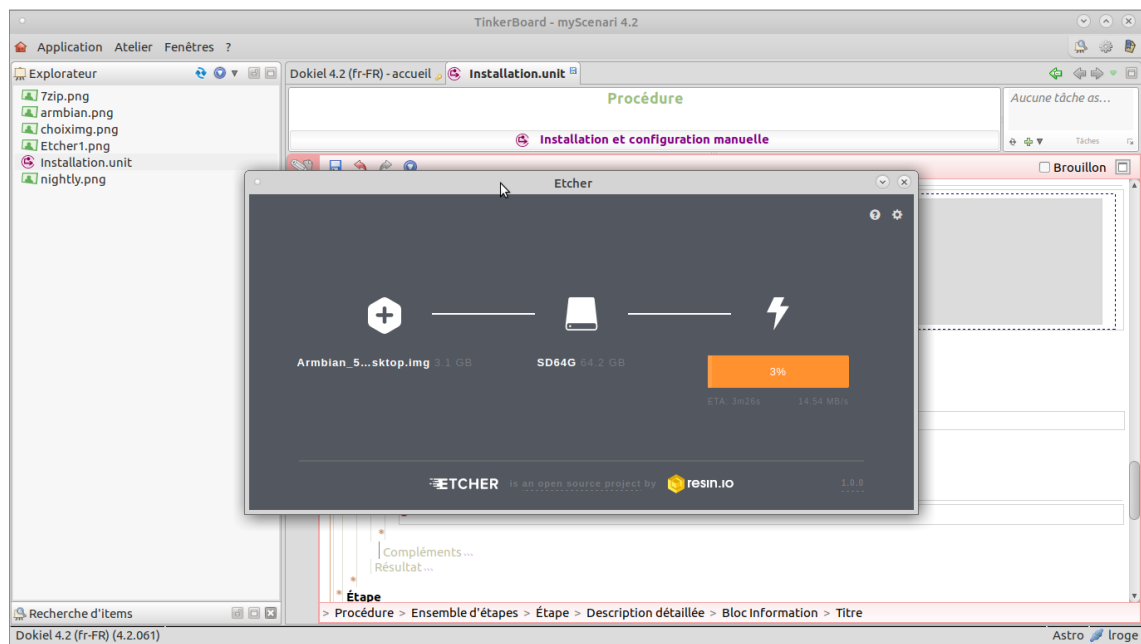 TinkerBoard - myScenari 4.2
Application Atelier Fenêtres ?
Explorateur
7zip.png
armbian.png
choiximg.png
Etcher1.png
Installation.unit
nightly.png
Recherche d'items
Dokiel 4.2 (fr-FR) - accueil
Installation.unit
Procédure
Installation et configuration manuelle
Aucune tâche as…
Tâches
Brouillon
Etcher
Armbian_5...sktop.img 3.1 GB
SD64G 64.2 GB
3%
ETA: 3m26s 14.54 MB/s
ETCHER is an open source project by resin.io 1.0.0
Compléments
Résultat
Étape
> Procédure > Ensemble d'étapes > Étape > Description détaillée > Bloc Information > Titre
Dokiel 4.2 (fr-FR) (4.2.061)
Astro lroge